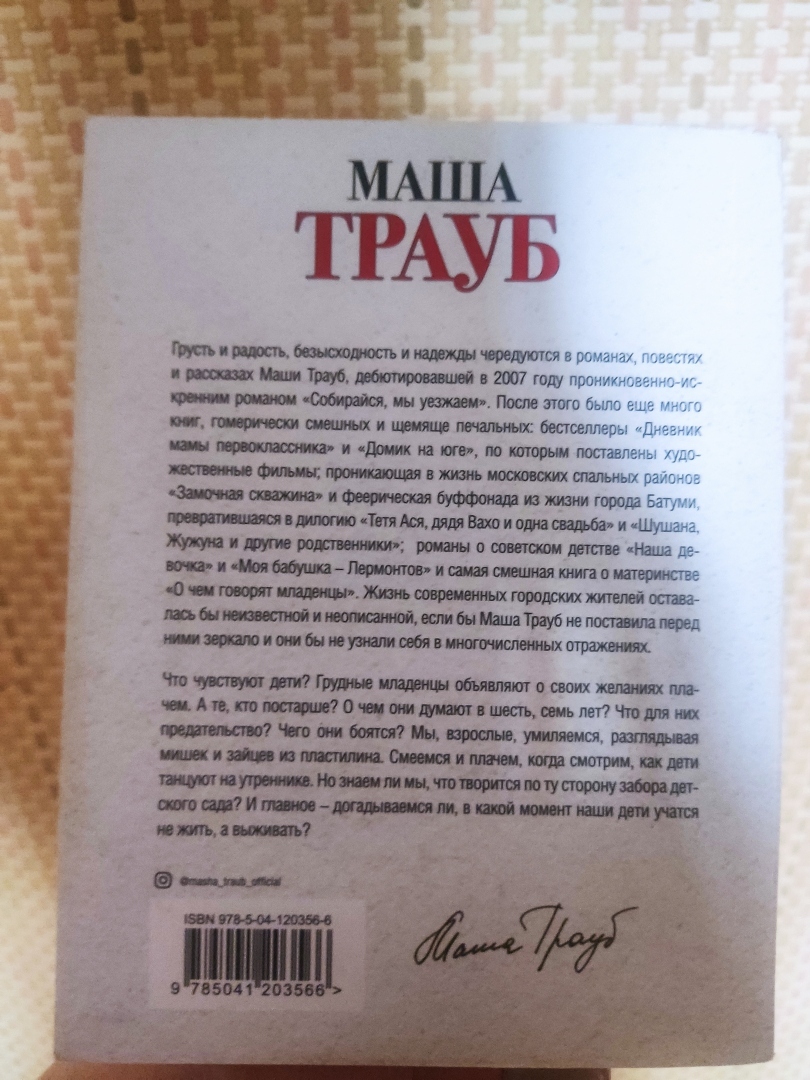 МАША
ТРАУБ
Грусть и радость, безысходность и надежды чередуются в романах, повестях
и рассказах Маши Трауб, дебютировавшей в 2007 году проникновенно-ис-
кренним романом «Собирайся, мы уезжаем». После этого было еще много
книг, гомерически смешных и щемяще печальных: бестселлеры «Дневник
мамы первоклассника» и «Домик на юге», по которым поставлены худо-
жественные фильмы; проникающая в жизнь московских спальных районов
«Замочная скважина» и феерическая буффонада из жизни города Батуми,
превратившаяся в дилогию «Тетя Ася, дядя Вахо и одна свадьба» и «Шушана,
Жужуна и другие родственники»; романы о советском детстве «Наша де-
вочка» и «Моя бабушка – Лермонтов» и самая смешная книга о материнстве
«О чем говорят младенцы». Жизнь современных городских жителей остава-
лась бы неизвестной и неописанной, если бы Маша Трауб не поставила перед
ними зеркало и они бы не узнали себя в многочисленных отражениях.
Что чувствуют дети? Грудные младенцы объявляют о своих желаниях пла-
чем. А те, кто постарше? О чем они думают в шесть, семь лет? Что для них
предательство? Чего они боятся? Мы, взрослые, умиляемся, разглядывая
мишек и зайцев из пластилина. Смеемся и плачем, когда смотрим, как дети
танцуют на утреннике. Но знаем ли мы, что творится по ту сторону забора дет-
ского сада? И главное – догадываемся ли, в какой момент наши дети учатся
не жить, а выживать?
@masha_traub_official
ISBN 978-5-04-120356-6
9 785041 203566 >
Маша Трауб